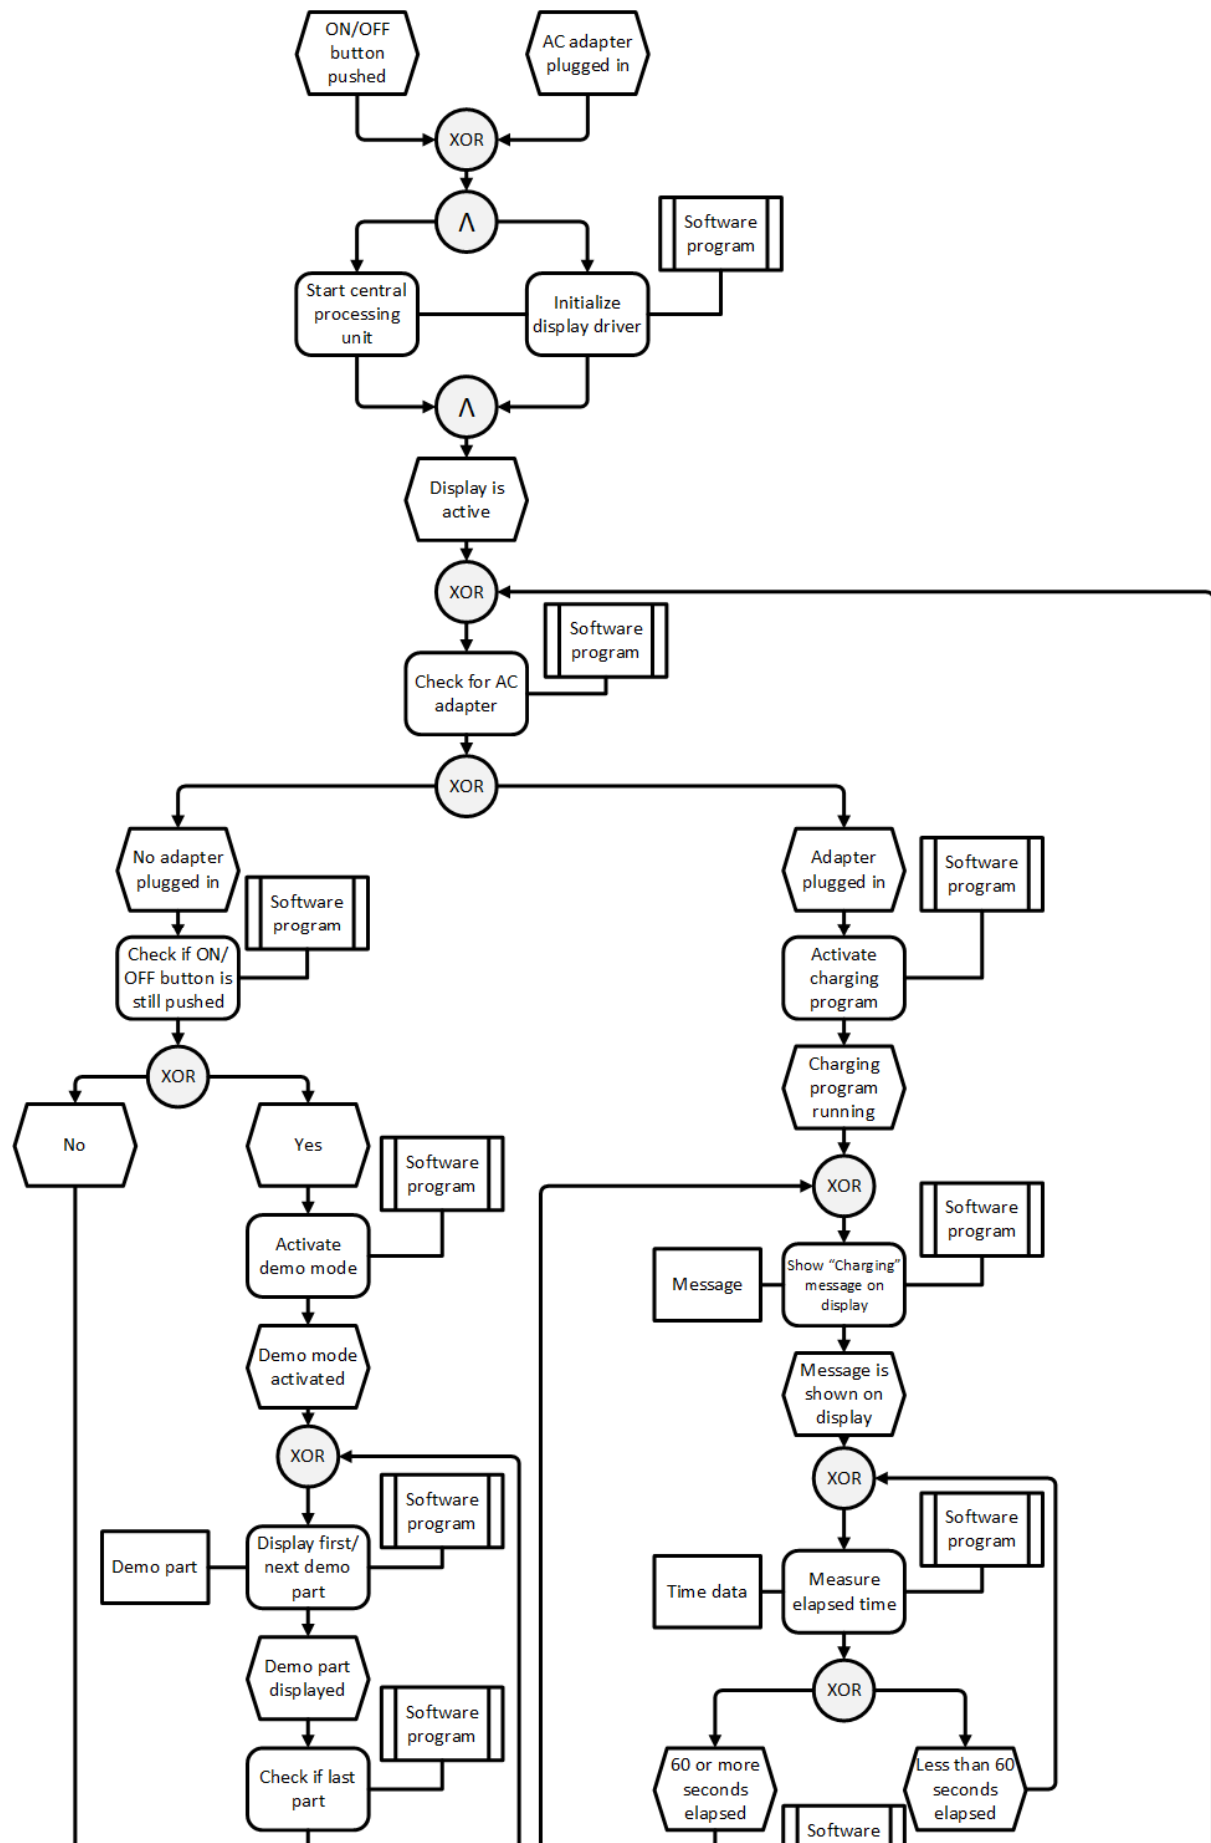 ON/OFF
button
pushed
AC adapter
plugged in
XOR
Λ
Software
program
Start central
processing
unit
Initialize
display driver
Λ
Display is
active
XOR
Software
program
Check for AC
adapter
XOR
No adapter
plugged in
Software
program
Adapter
plugged in
Software
program
Check if ON/
OFF button is
still pushed
Activate
charging
program
XOR
Charging
program
running
No
Yes
Software
program
XOR
Software
program
Activate
demo mode
Message
Show “Charging”
message on
display
Demo mode
activated
Message is
shown on
display
XOR
XOR
Software
program
Software
program
Demo part
Display first/
next demo
part
Time data
Measure
elapsed time
Demo part
displayed
XOR
Software
program
Check if last
part
60 or more
seconds
elapsed
Less than 60
seconds
elapsed
Software